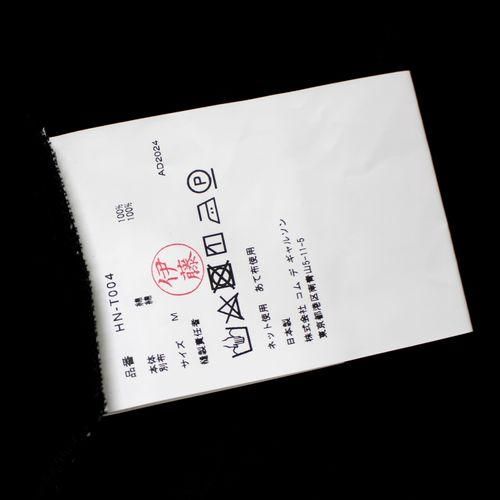 品番 HN-T004
本体 綿 100%
別布 綿 100%
サイズ M
縫製責任者 伊藤
AD2024
P
ネット使用 あて布使用
日本製
株式会社 コム デ ギャルソン
東京都港区南青山5-11-5